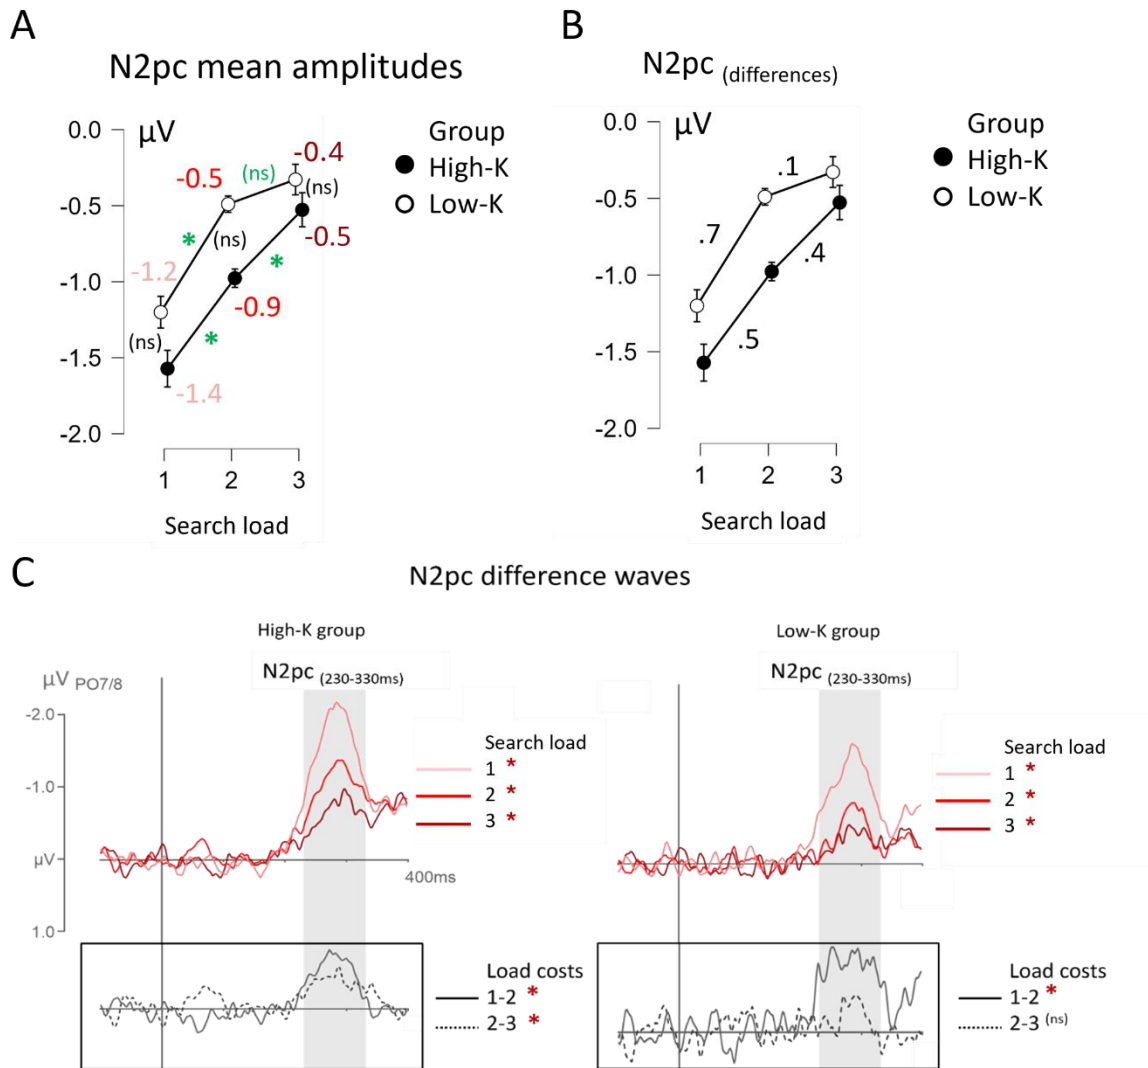 A
N2pc mean amplitudes
0.0
µV
-0.5
-1.0
-1.5
-2.0
Group
High-K
Low-K
-0.4
(ns)
-0.5
(ns)
*
(ns)
-0.5
*
-1.2
-0.9
(ns)
*
-1.4
1 2 3
Search load
B
N2pc (differences)
0.0
µV
-0.5
-1.0
-1.5
-2.0
Group
High-K
Low-K
.1
.7
.4
.5
1 2 3
Search load
C
N2pc difference waves
High-K group
N2pc (230-330ms)
µV PO7/8
-2.0
-1.0
µV
1.0
400ms
Search load
1 *
2 *
3 *
Load costs
1-2 *
2-3 *
Low-K group
N2pc (230-330ms)
Search load
1 *
2 *
3 *
Load costs
1-2 *
2-3 (ns)